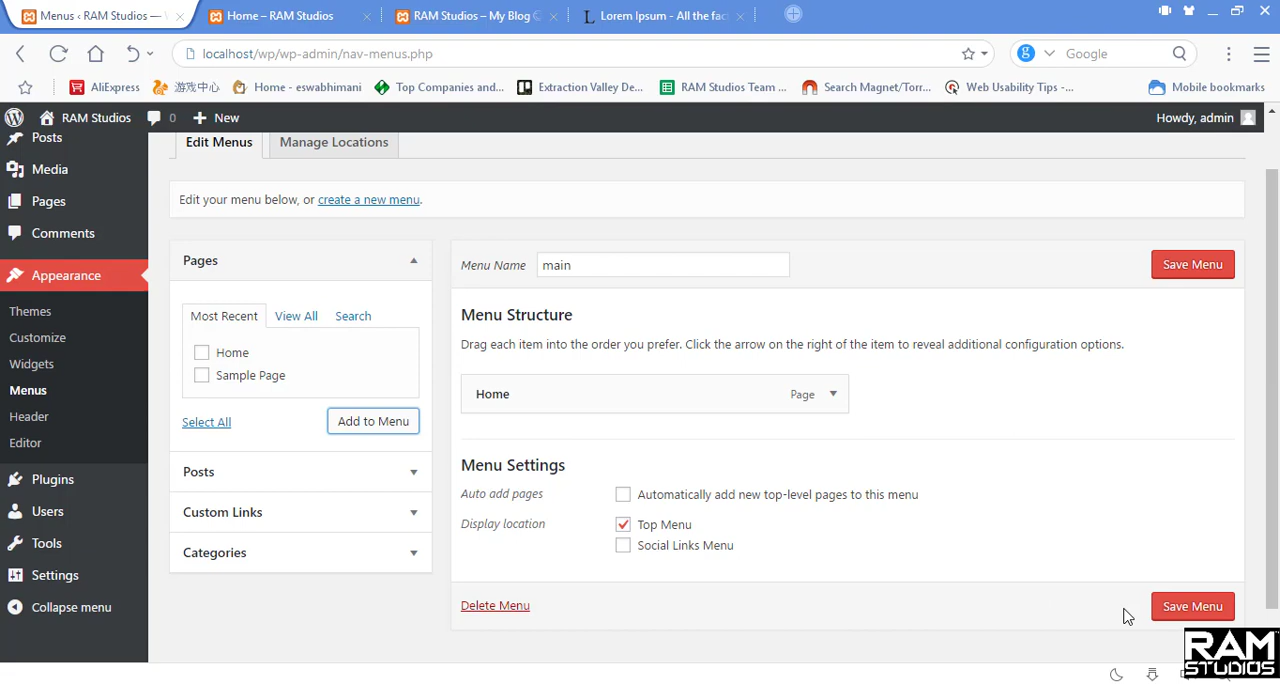 Menus ‹ RAM Studios —
Home – RAM Studios
RAM Studios – My Blog
Lorem Ipsum - All the fac
localhost/wp/wp-admin/nav-menus.php
g
Google
AliExpress
游戏中心
Home - eswabhimani
Top Companies and...
Extraction Valley De...
RAM Studios Team ...
Search Magnet/Torr...
Web Usability Tips -...
Mobile bookmarks
RAM Studios
0
New
Howdy, admin
Posts
Media
Pages
Comments
Appearance
Themes
Customize
Widgets
Menus
Header
Editor
Plugins
Users
Tools
Settings
Collapse menu
Edit Menus
Manage Locations
Edit your menu below, or create a new menu.
Pages
Most Recent
View All
Search
Home
Sample Page
Select All
Add to Menu
Posts
Custom Links
Categories
Menu Name
main
Save Menu
Menu Structure
Drag each item into the order you prefer. Click the arrow on the right of the item to reveal additional configuration options.
Home
Page
Menu Settings
Auto add pages
Automatically add new top-level pages to this menu
Display location
Top Menu
Social Links Menu
Delete Menu
Save Menu
RAM
STUDIOS